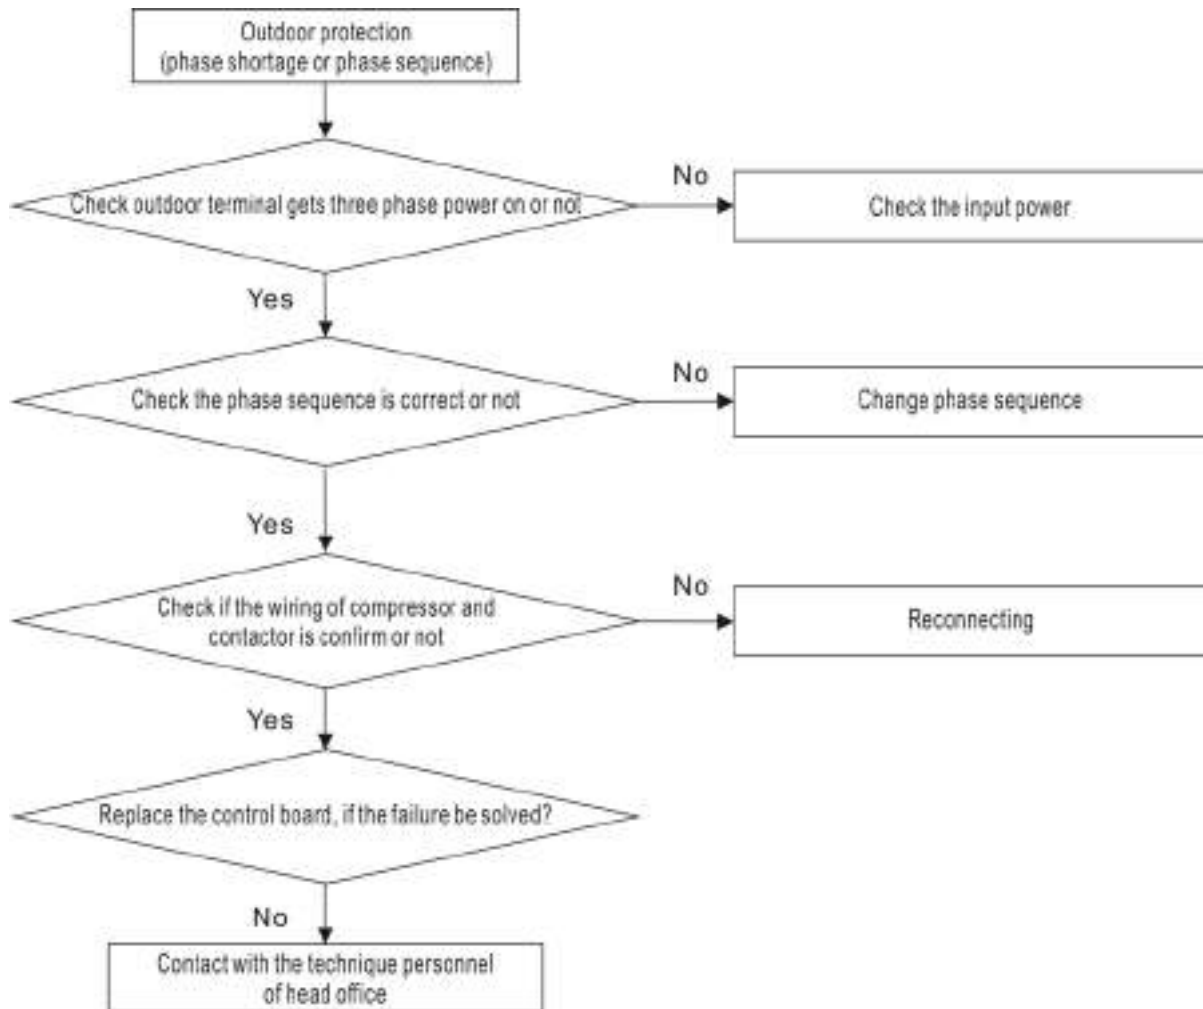 Outdoor protection
(phase shortage or phase sequence)
Check outdoor terminal gets three phase power on or not
No
Check the input power
Yes
Check the phase sequence is correct or not
No
Change phase sequence
Yes
Check if the wiring of compressor and
contactor is confirm or not
No
Reconnecting
Yes
Replace the control board, if the failure be solved?
No
Contact with the technique personnel
of head office